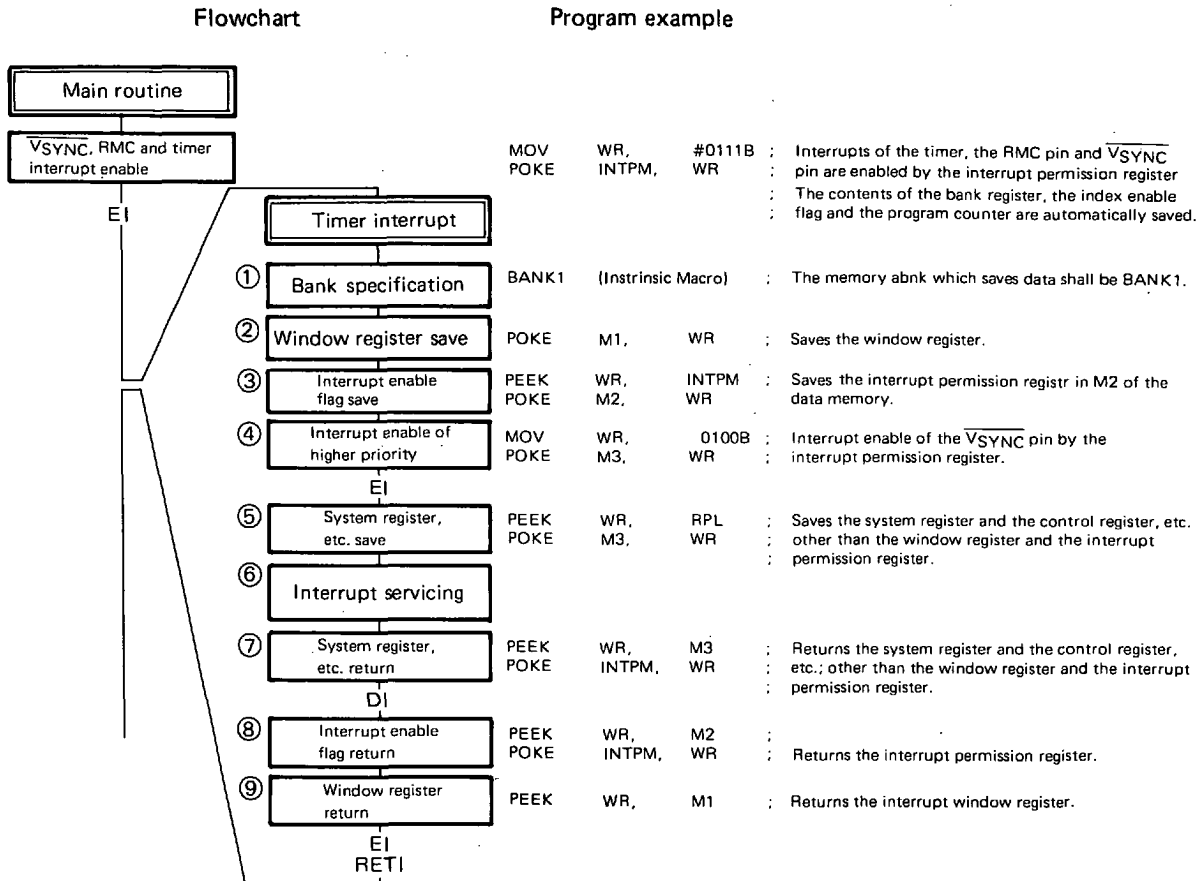 Flowchart Program example
Main routine
VSYNC, RMC and timer
interrupt enable
MOV WR, #0111B ; Interrupts of the timer, the RMC pin and VSYNC
POKE INTPM, WR ; pin are enabled by the interrupt permission register
; The contents of the bank register, the index enable
; flag and the program counter are automatically saved.
EI
Timer interrupt
① Bank specification BANK1 (Instrinsic Macro) ; The memory abnk which saves data shall be BANK1.
② Window register save POKE M1, WR ; Saves the window register.
③ Interrupt enable PEEK WR, INTPM ; Saves the interrupt permission registr in M2 of the
flag save POKE M2, WR ; data memory.
④ Interrupt enable of MOV WR, 0100B ; Interrupt enable of the VSYNC pin by the
higher priority POKE M3, WR ; interrupt permission register.
EI
⑤ System register, PEEK WR, RPL ; Saves the system register and the control register, etc.
etc. save POKE M3, WR ; other than the window register and the interrupt
; permission register.
⑥ Interrupt servicing
⑦ System register, PEEK WR, M3 ; Returns the system register and the control register,
etc. return POKE INTPM, WR ; etc.; other than the window register and the interrupt
; permission register.
DI
⑧ Interrupt enable PEEK WR, M2 ;
flag return POKE INTPM, WR ; Returns the interrupt permission register.
⑨ Window register
return PEEK WR, M1 ; Returns the interrupt window register.
EI
RETI